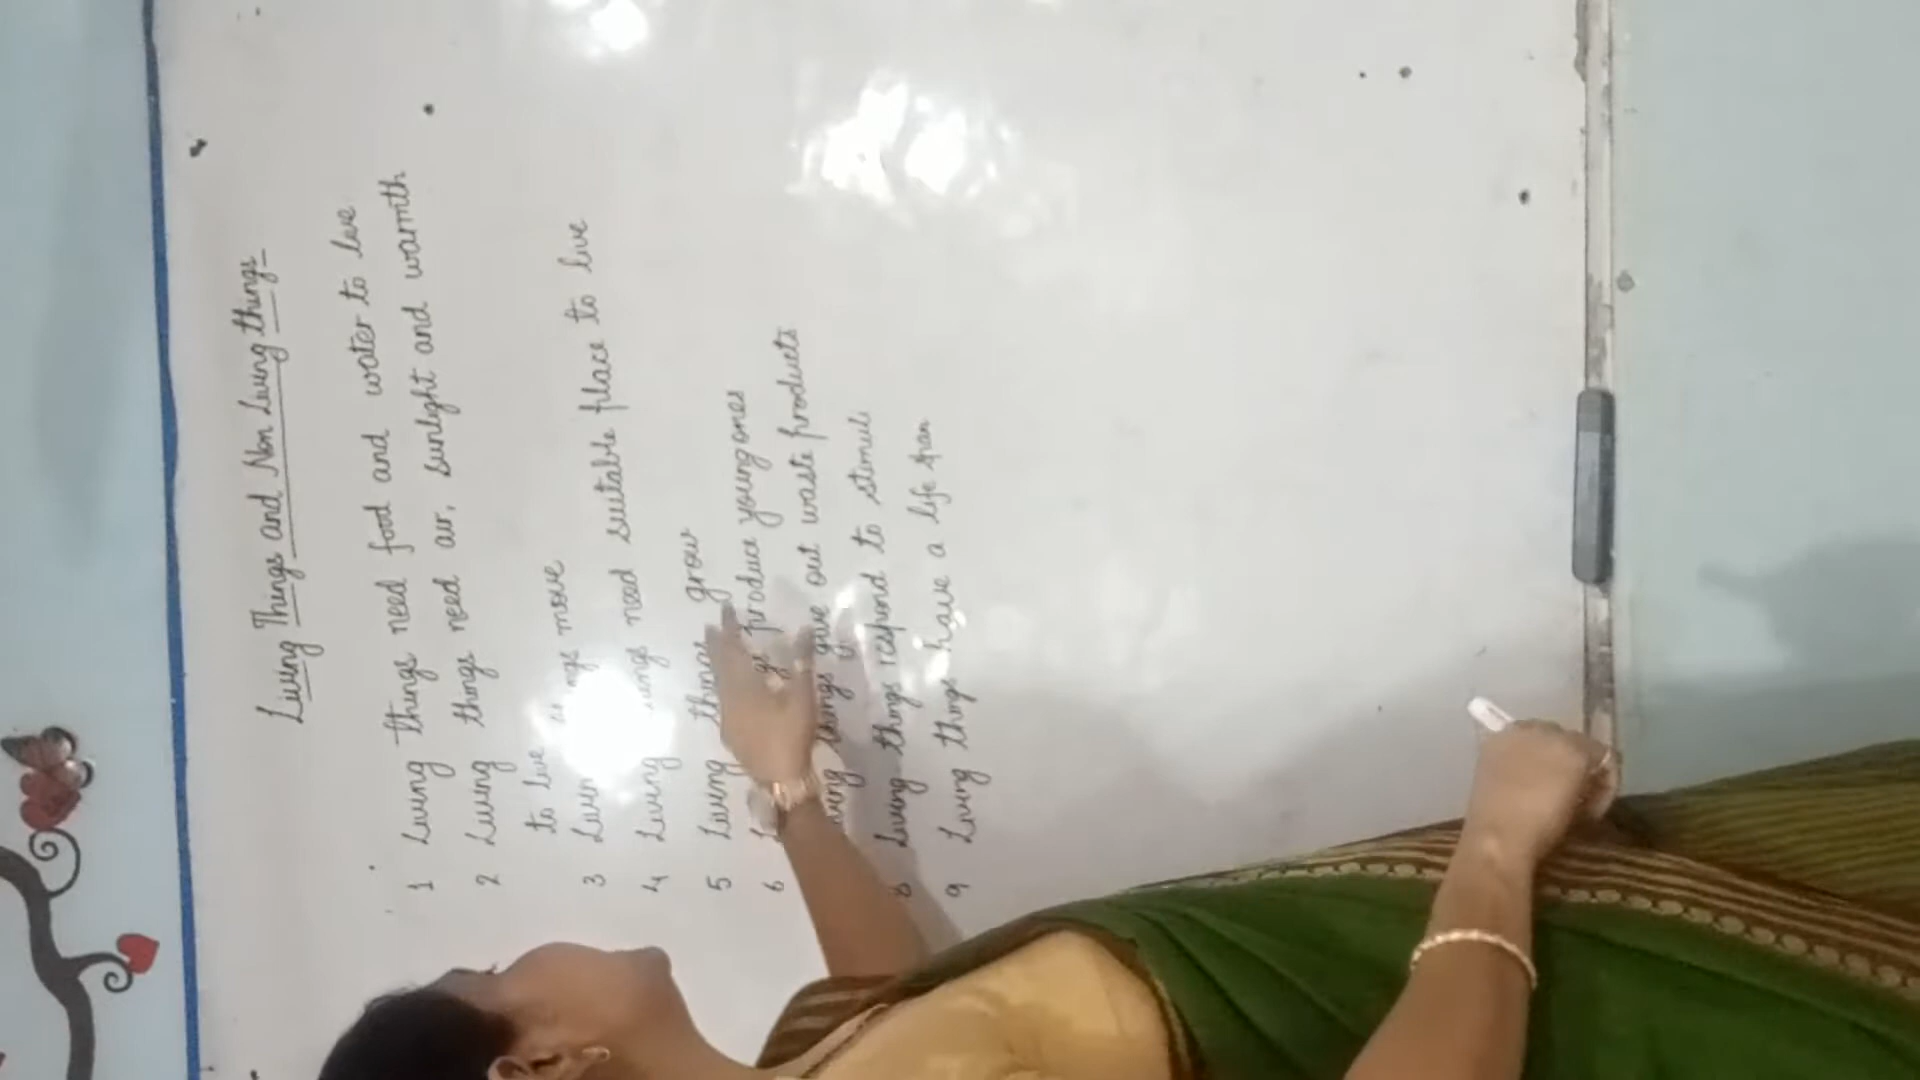 Living Things and Non Living things
1 Living things need food and water to live
2 Living things need air, sunlight and warmth
to live
3 move
4 Living need suitable place to live
5 Living things grow
6 produce young ones
things give out waste products
8 Living things respond to stimuli
9 Living things have a life span